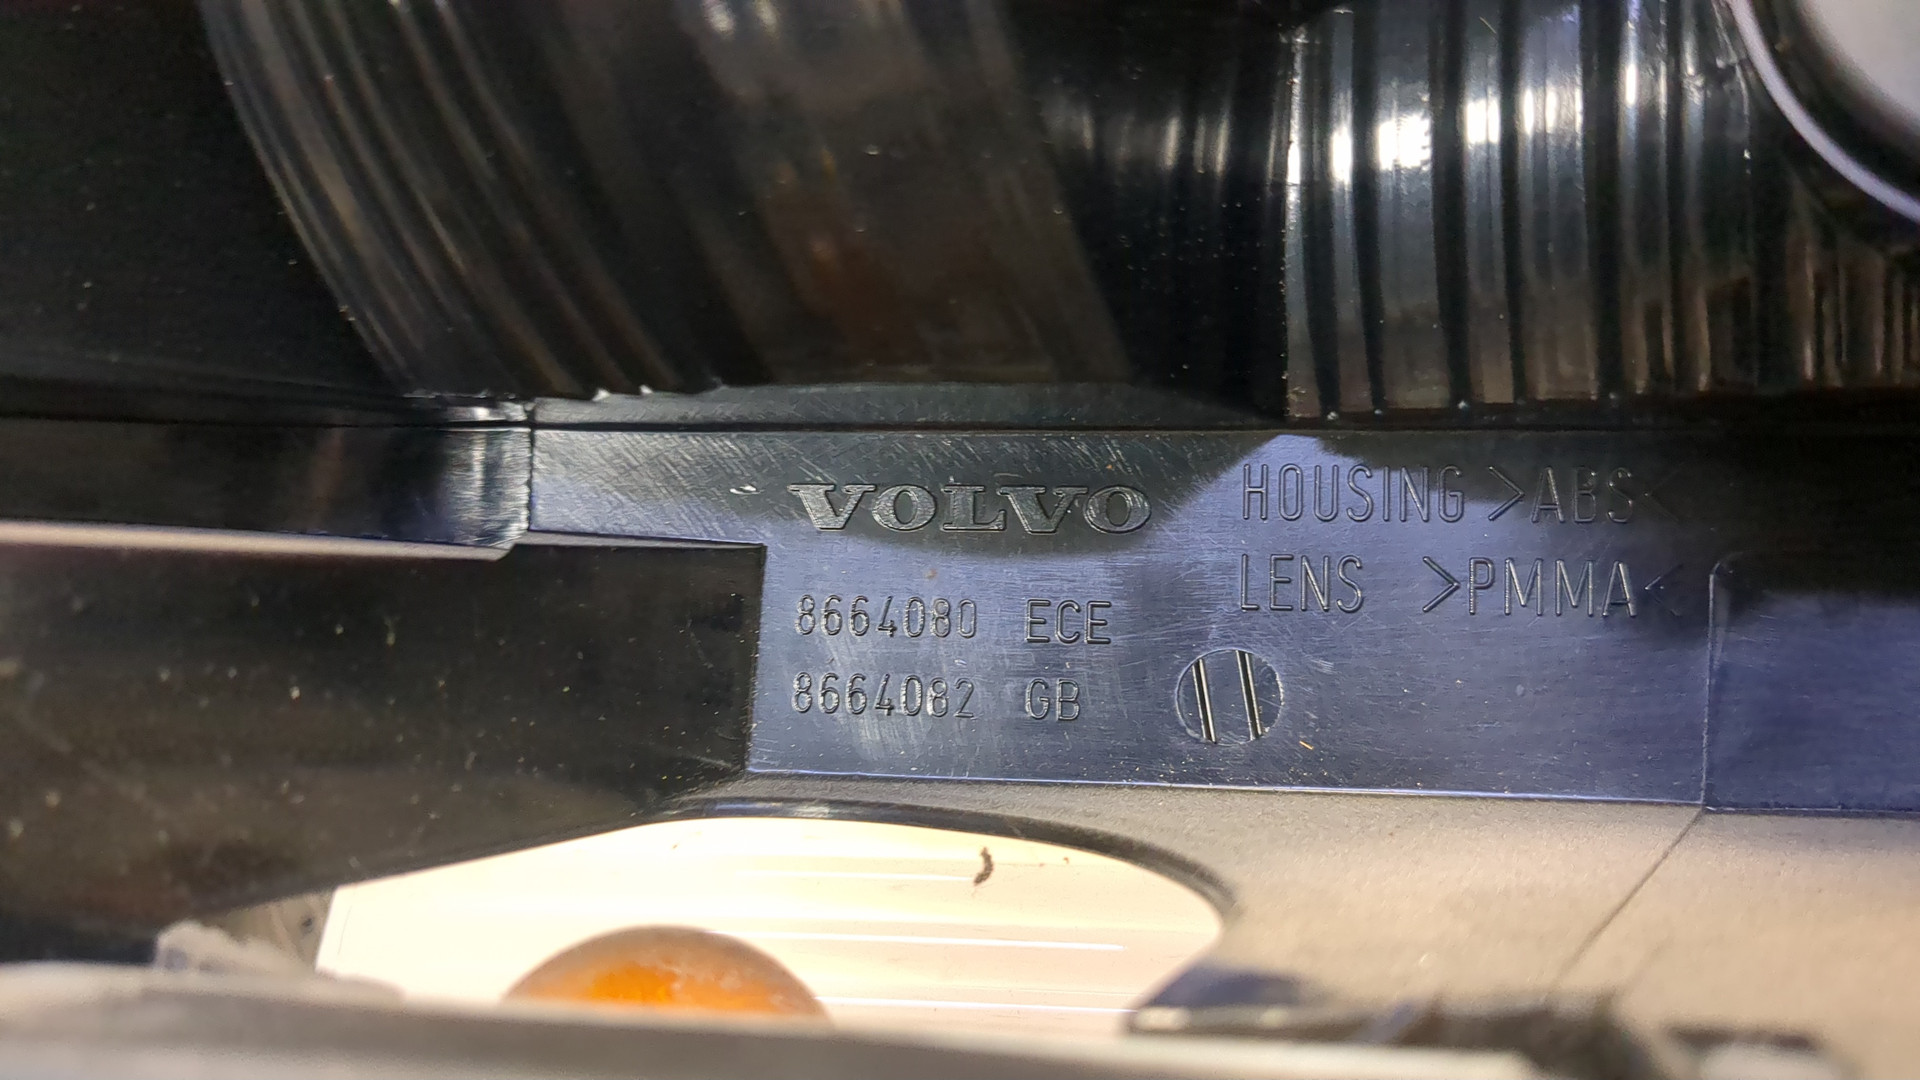 VOLVO
HOUSING >ABS<
LENS >PMMA<
8664080 ECE
8664082 GB